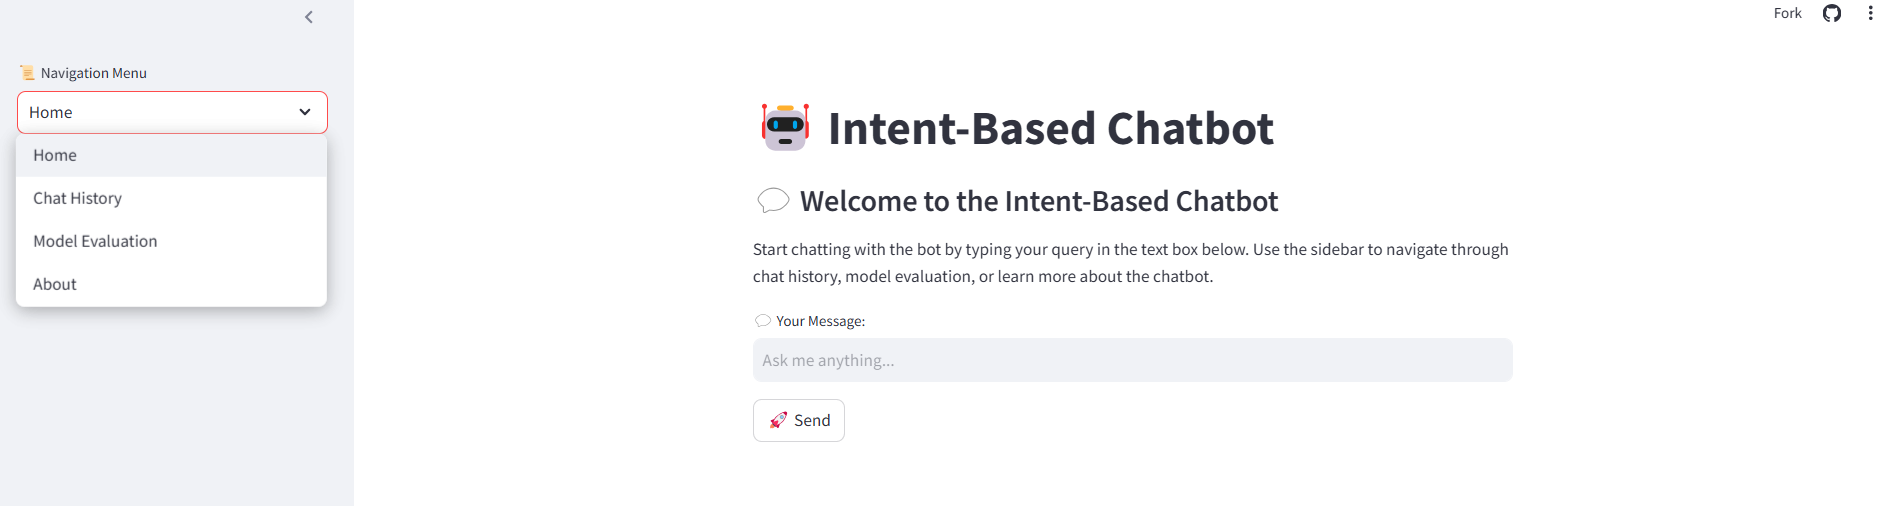 Fork
Navigation Menu
Home
Home
Chat History
Model Evaluation
About
Intent-Based Chatbot
Welcome to the Intent-Based Chatbot
Start chatting with the bot by typing your query in the text box below. Use the sidebar to navigate through
chat history, model evaluation, or learn more about the chatbot.
Your Message:
Ask me anything...
Send